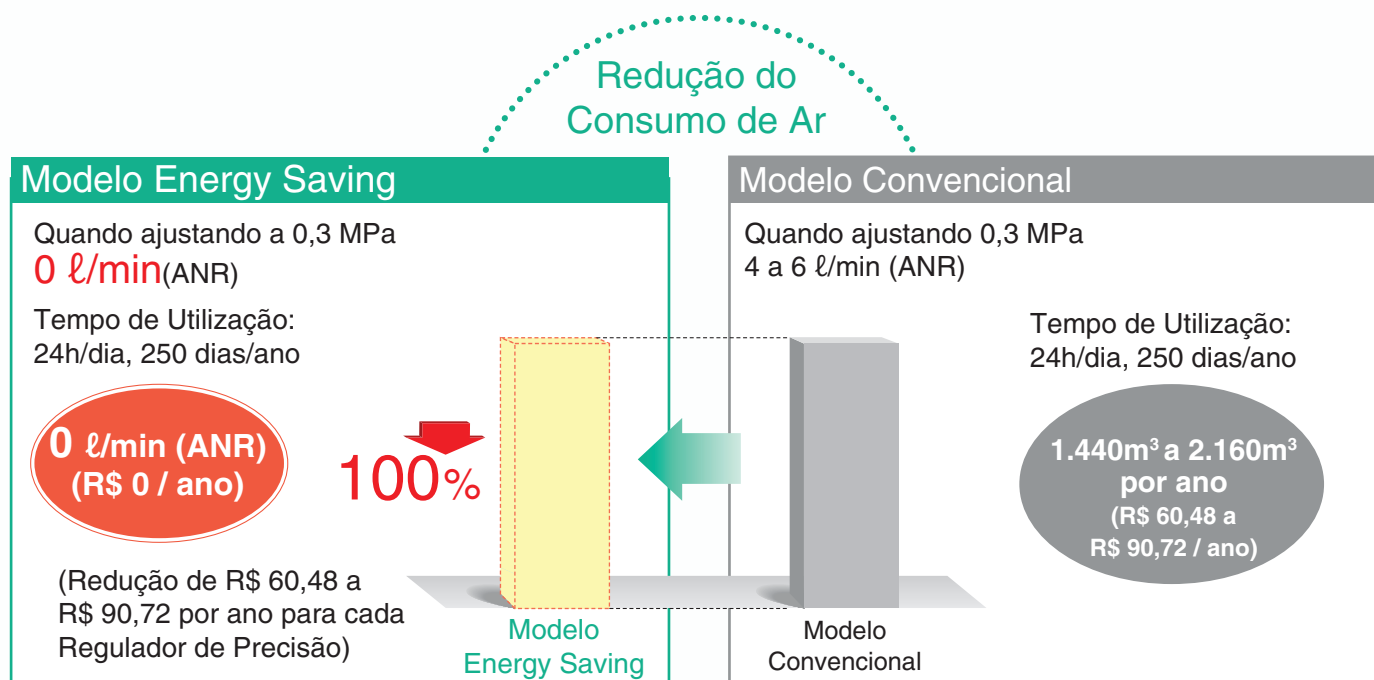 Redução do
Consumo de Ar
Modelo Energy Saving
Quando ajustando a 0,3 MPa
0 ℓ/min(ANR)
Tempo de Utilização:
24h/dia, 250 dias/ano
0 ℓ/min (ANR)
(R$ 0 / ano)
100%
(Redução de R$ 60,48 a
R$ 90,72 por ano para cada
Regulador de Precisão)
Modelo
Energy Saving
Modelo Convencional
Quando ajustando 0,3 MPa
4 a 6 ℓ/min (ANR)
Tempo de Utilização:
24h/dia, 250 dias/ano
1.440m³ a 2.160m³
por ano
(R$ 60,48 a
R$ 90,72 / ano)
Modelo
Convencional